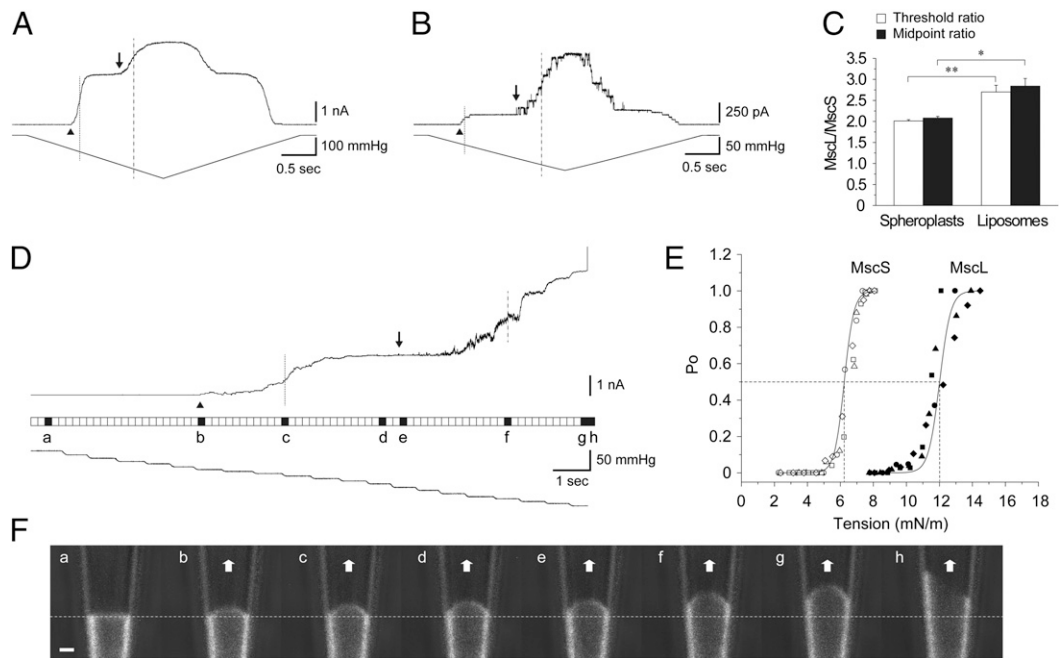 A
1 nA
100 mmHg
0.5 sec
B
250 pA
50 mmHg
0.5 sec
C
Threshold ratio
Midpoint ratio
MscL/MscS
3.5
3.0
2.5
2.0
1.5
1.0
0.5
0
**
*
Spheroplasts
Liposomes
D
1 nA
a b c d e f g h
50 mmHg
1 sec
E
MscS
MscL
Po
1.2
1.0
0.8
0.6
0.4
0.2
0.0
0 2 4 6 8 10 12 14 16 18
Tension (mN/m)
F
a b c d e f g h